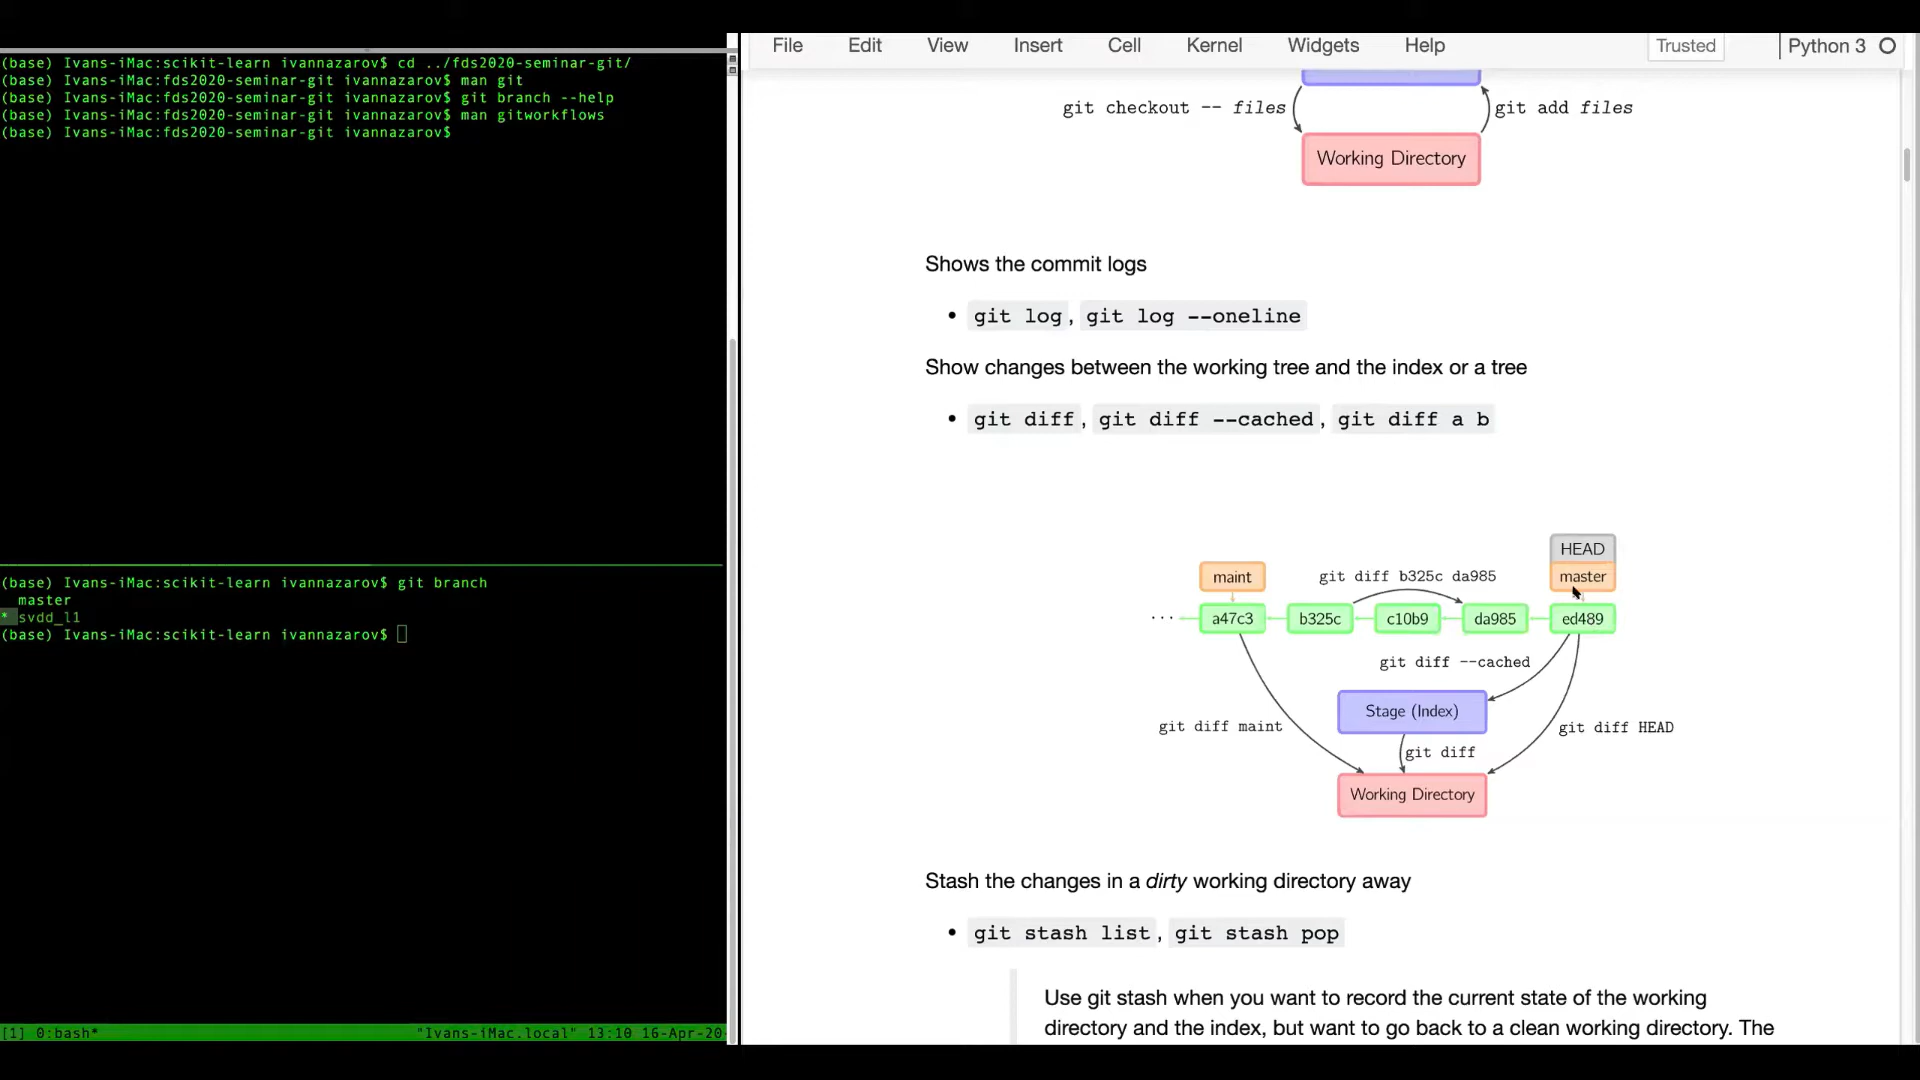 (base) Ivans-iMac:scikit-learn ivannazarov$ cd ../fds2020-seminar-git/
(base) Ivans-iMac:fds2020-seminar-git ivannazarov$ man git
(base) Ivans-iMac:fds2020-seminar-git ivannazarov$ git branch --help
(base) Ivans-iMac:fds2020-seminar-git ivannazarov$ man gitworkflows
(base) Ivans-iMac:fds2020-seminar-git ivannazarov$
(base) Ivans-iMac:scikit-learn ivannazarov$ git branch
master
* svdd_l1
(base) Ivans-iMac:scikit-learn ivannazarov$
[1] 0:bash* "Ivans-iMac.local" 13:10 16-Apr-20
File Edit View Insert Cell Kernel Widgets Help Trusted Python 3
git checkout -- files git add files
Working Directory
Shows the commit logs
• git log, git log --oneline
Show changes between the working tree and the index or a tree
• git diff, git diff --cached, git diff a b
HEAD
maint git diff b325c da985 master
... a47c3 b325c c10b9 da985 ed489
git diff --cached
Stage (Index)
git diff maint git diff HEAD
git diff
Working Directory
Stash the changes in a dirty working directory away
• git stash list, git stash pop
Use git stash when you want to record the current state of the working
directory and the index, but want to go back to a clean working directory. The